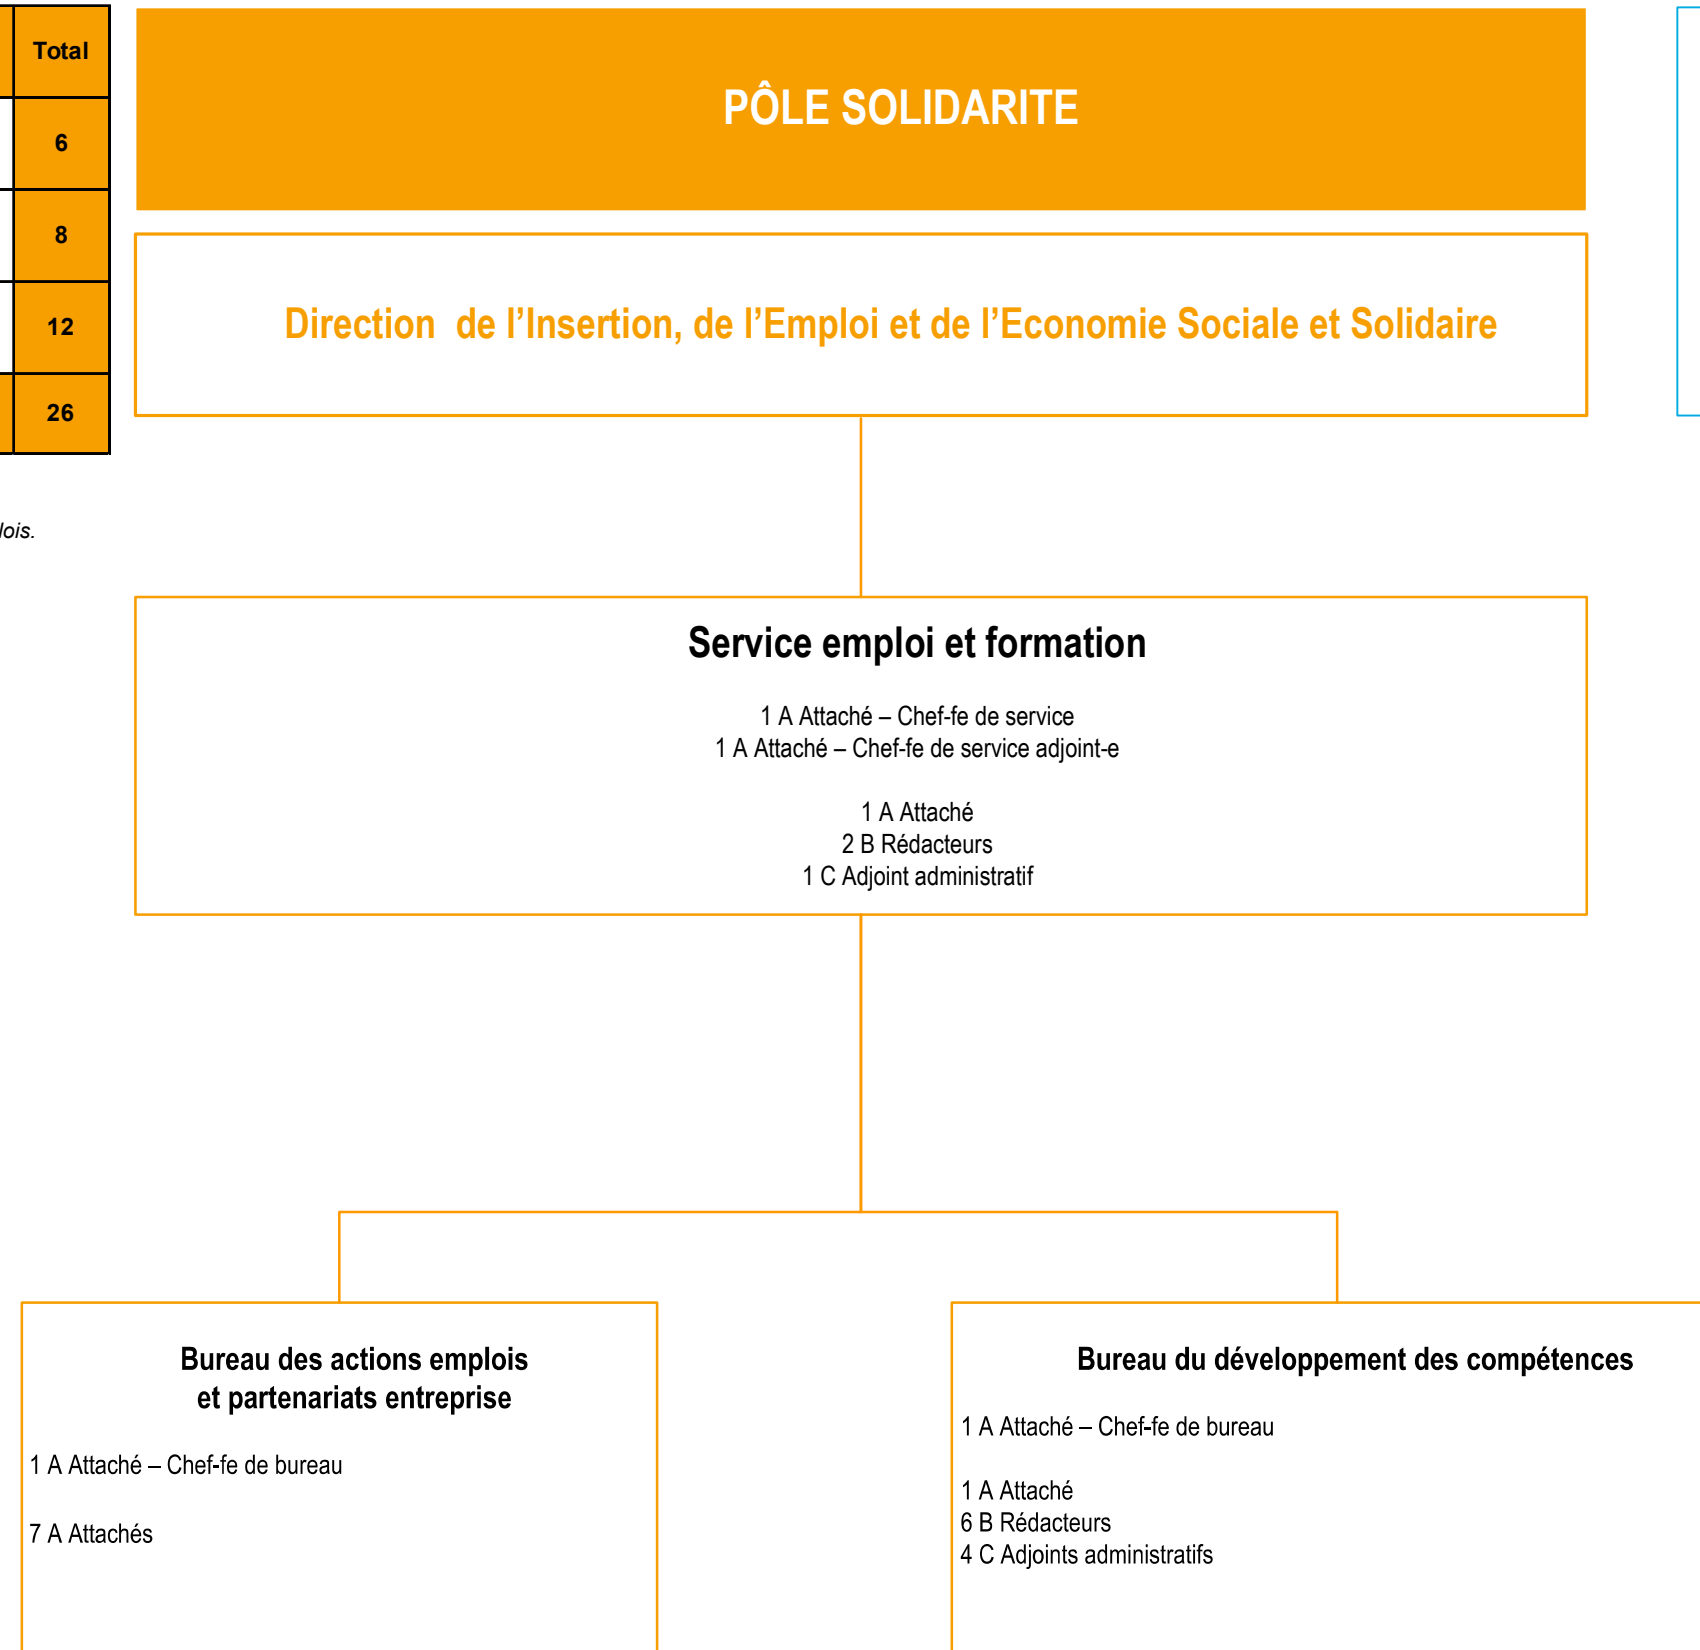 Total
6
8
12
26
lois.
PÔLE SOLIDARITE
Direction de l’Insertion, de l’Emploi et de l’Economie Sociale et Solidaire
Service emploi et formation
1 A Attaché – Chef-fe de service
1 A Attaché – Chef-fe de service adjoint-e
1 A Attaché
2 B Rédacteurs
1 C Adjoint administratif
Bureau des actions emplois
et partenariats entreprise
1 A Attaché – Chef-fe de bureau
7 A Attachés
Bureau du développement des compétences
1 A Attaché – Chef-fe de bureau
1 A Attaché
6 B Rédacteurs
4 C Adjoints administratifs